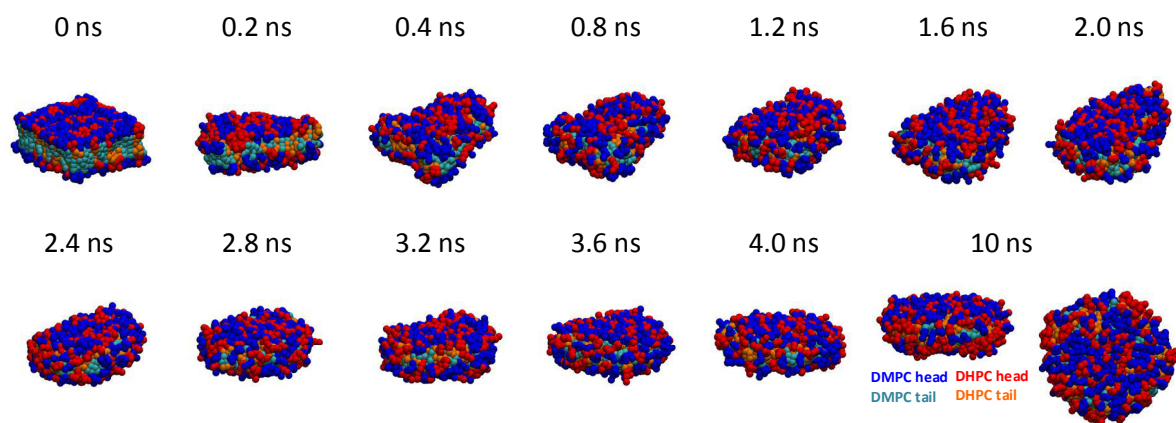 0 ns 0.2 ns 0.4 ns 0.8 ns 1.2 ns 1.6 ns 2.0 ns
2.4 ns 2.8 ns 3.2 ns 3.6 ns 4.0 ns 10 ns
DMPC head DHPC head
DMPC tail DHPC tail